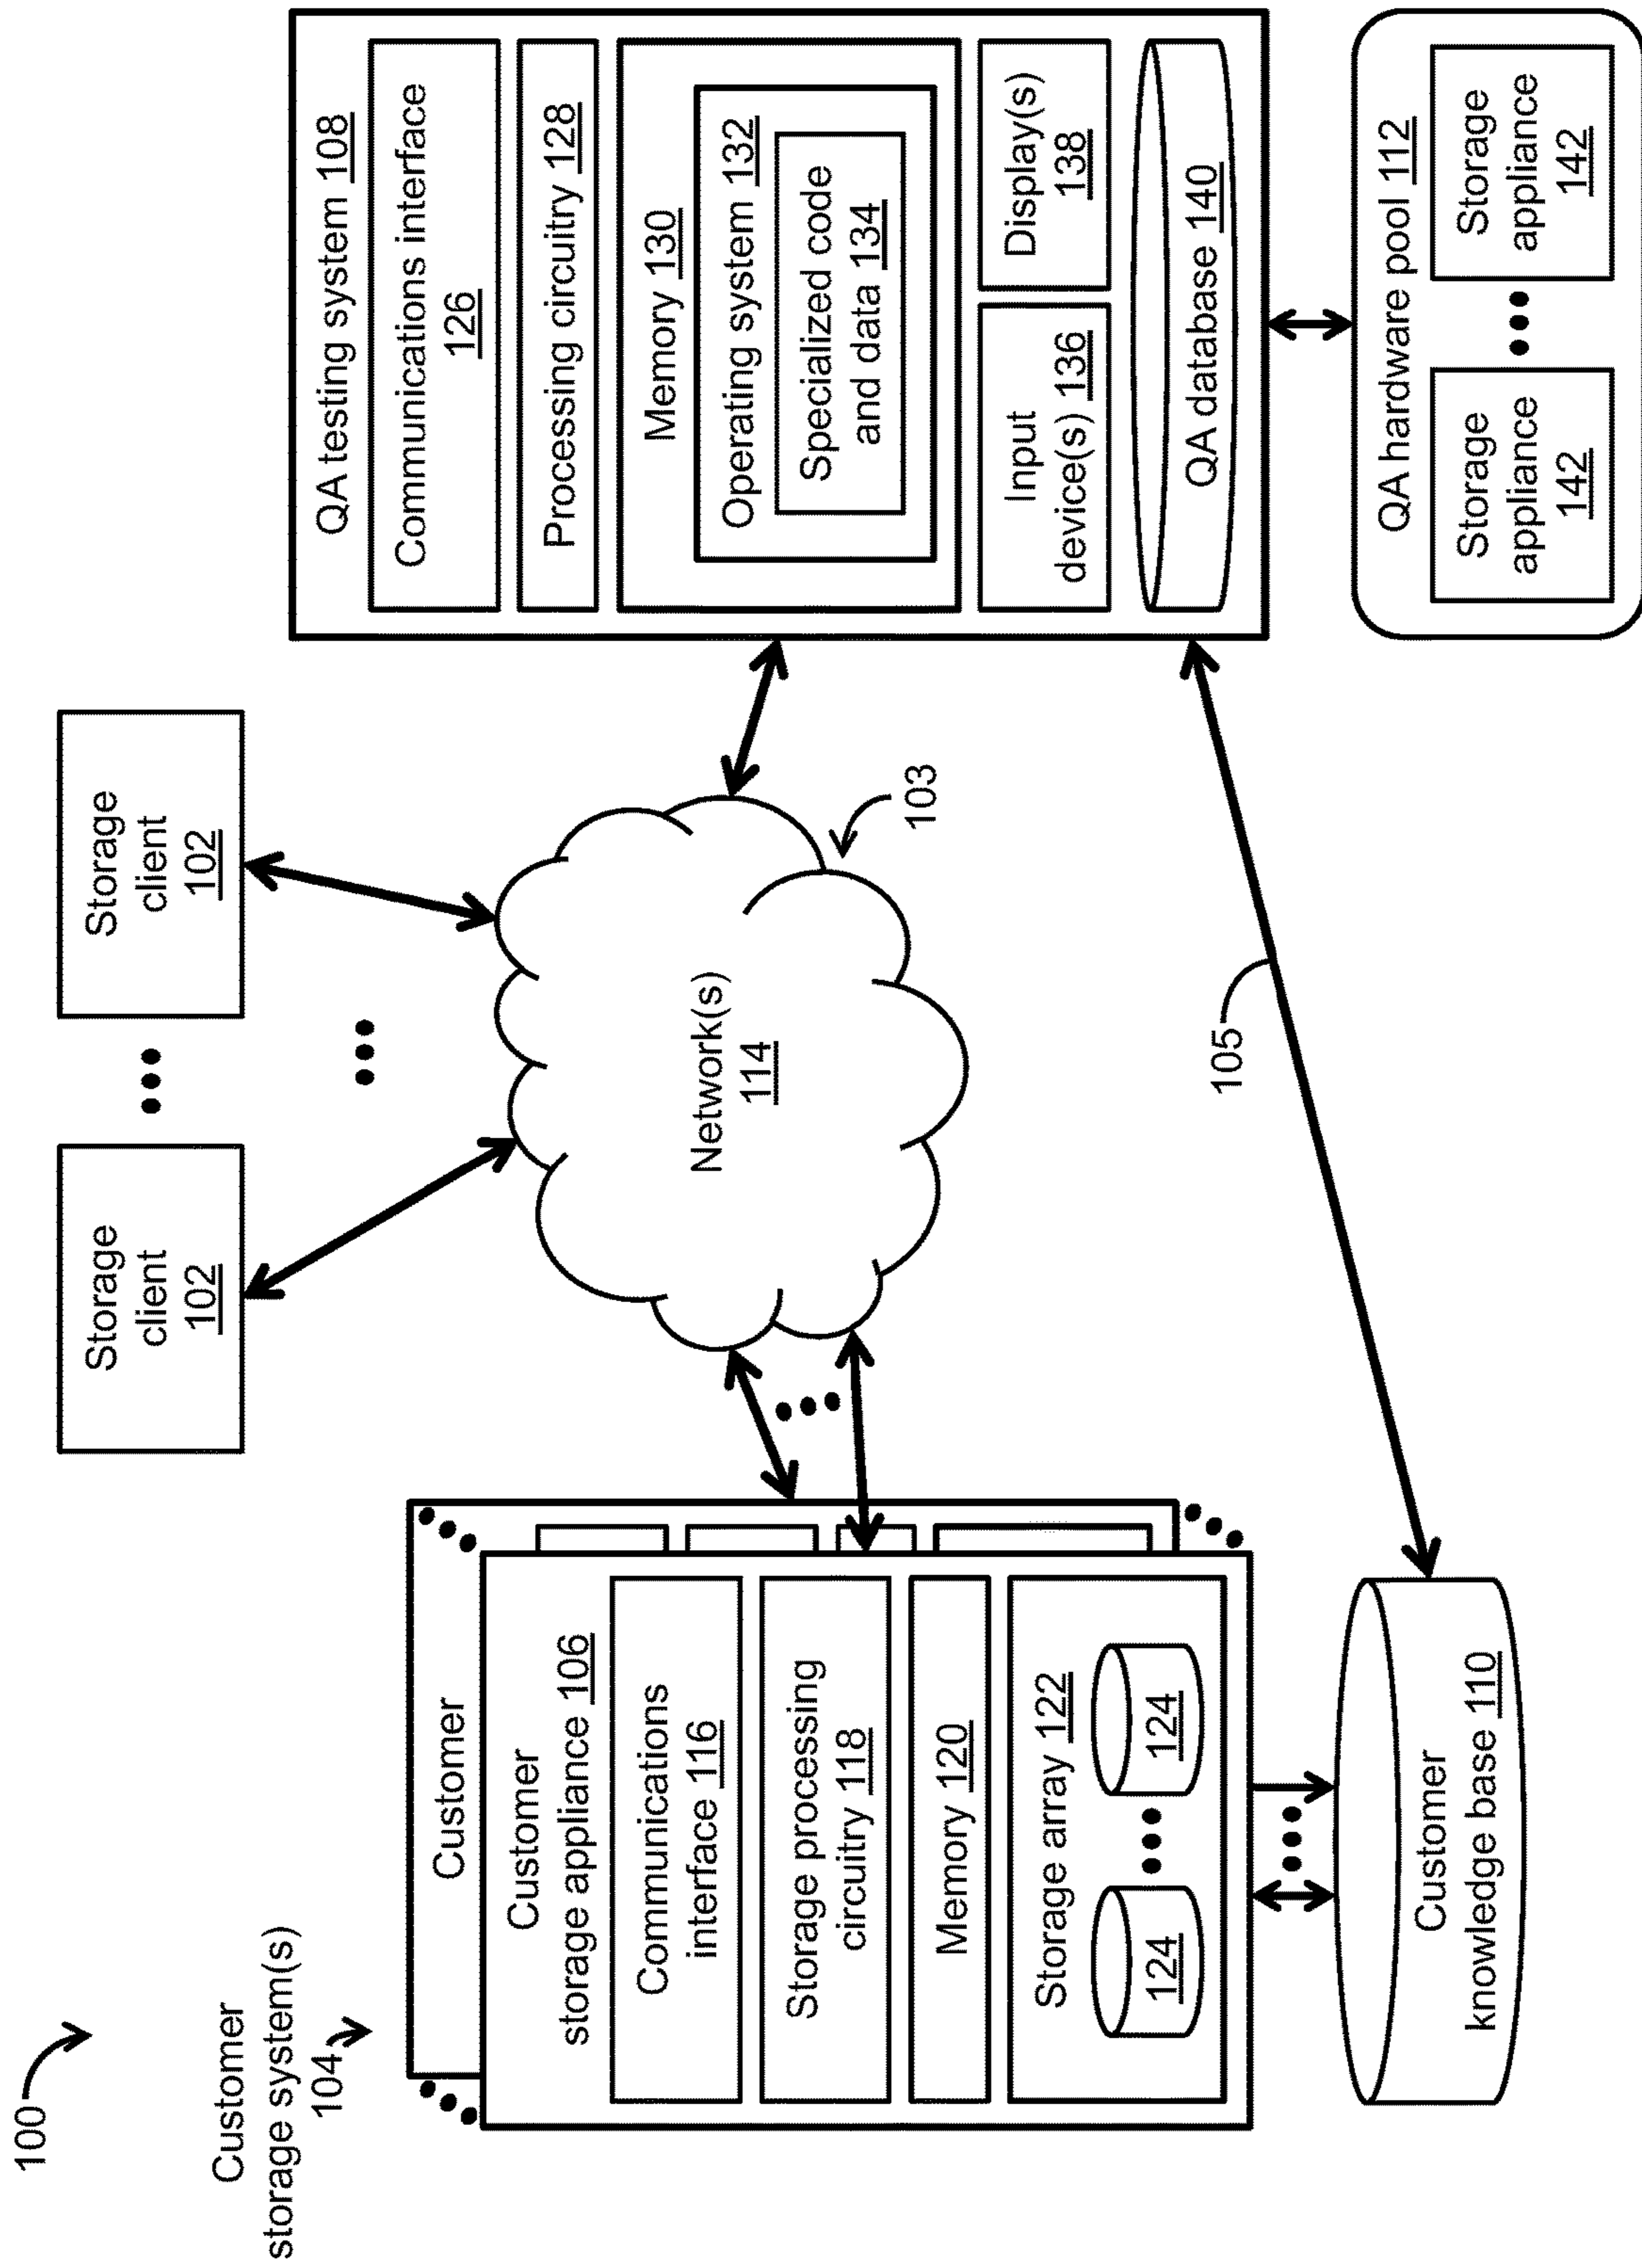 100
Customer
storage system(s)
104
Customer
Customer
storage appliance 106
Communications
interface 116
Storage processing
circuitry 118
Memory 120
Storage array 122
124
124
Customer
knowledge base 110
Storage
client
102
Storage
client
102
Network(s)
114
103
105
QA testing system 108
Communications interface
126
Processing circuitry 128
Memory 130
Operating system 132
Specialized code
and data 134
Input
device(s) 136
Display(s)
138
QA database 140
QA hardware pool 112
Storage
appliance
142
Storage
appliance
142